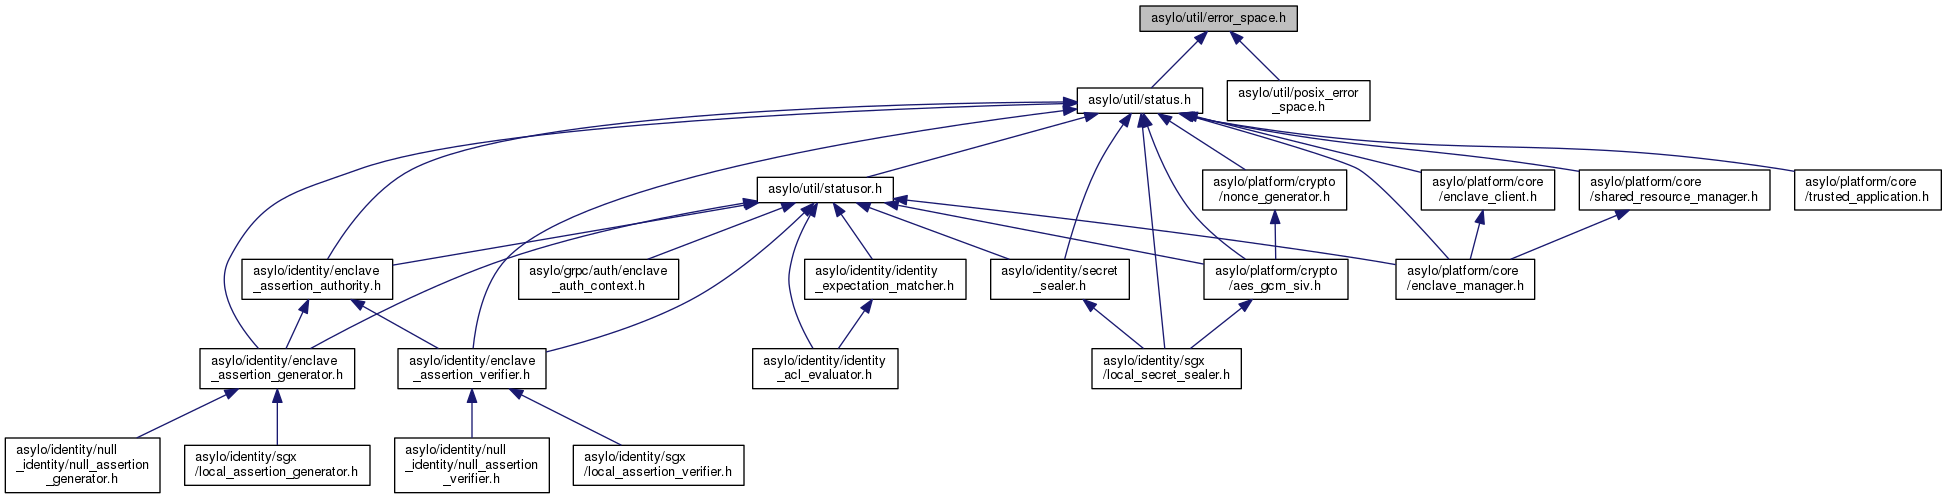 asylo/util/error_space.h
asylo/util/status.h
asylo/util/posix_error
_space.h
asylo/util/statusor.h
asylo/platform/crypto
/nonce_generator.h
asylo/platform/core
/enclave_client.h
asylo/platform/core
/shared_resource_manager.h
asylo/platform/core
/trusted_application.h
asylo/identity/enclave
_assertion_authority.h
asylo/grpc/auth/enclave
_auth_context.h
asylo/identity/identity
_expectation_matcher.h
asylo/identity/secret
_sealer.h
asylo/platform/crypto
/aes_gcm_siv.h
asylo/platform/core
/enclave_manager.h
asylo/identity/enclave
_assertion_generator.h
asylo/identity/enclave
_assertion_verifier.h
asylo/identity/identity
_acl_evaluator.h
asylo/identity/sgx
/local_secret_sealer.h
asylo/identity/null
_identity/null_assertion
_generator.h
asylo/identity/sgx
/local_assertion_generator.h
asylo/identity/null
_identity/null_assertion
_verifier.h
asylo/identity/sgx
/local_assertion_verifier.h